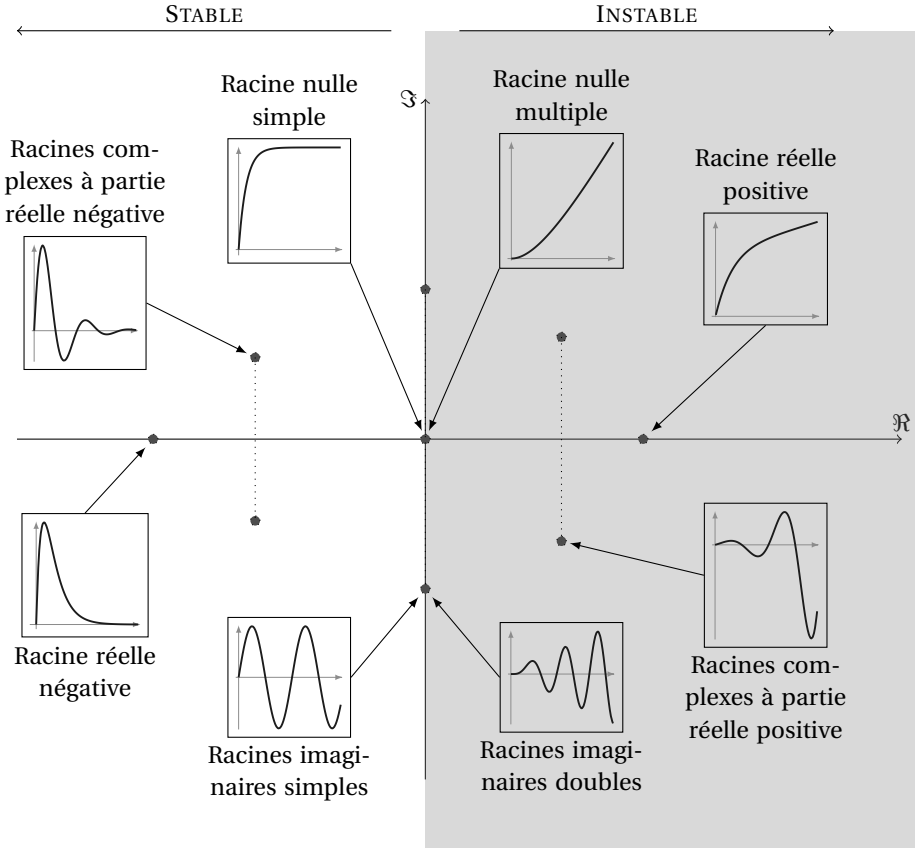 STABLE
INSTABLE
Racine nulle
simple
Racine nulle
multiple
ℑ
Racines com-
plexes à partie
réelle négative
Racine réelle
positive
ℜ
Racine réelle
négative
Racines imagi-
naires simples
Racines imagi-
naires doubles
Racines com-
plexes à partie
réelle positive